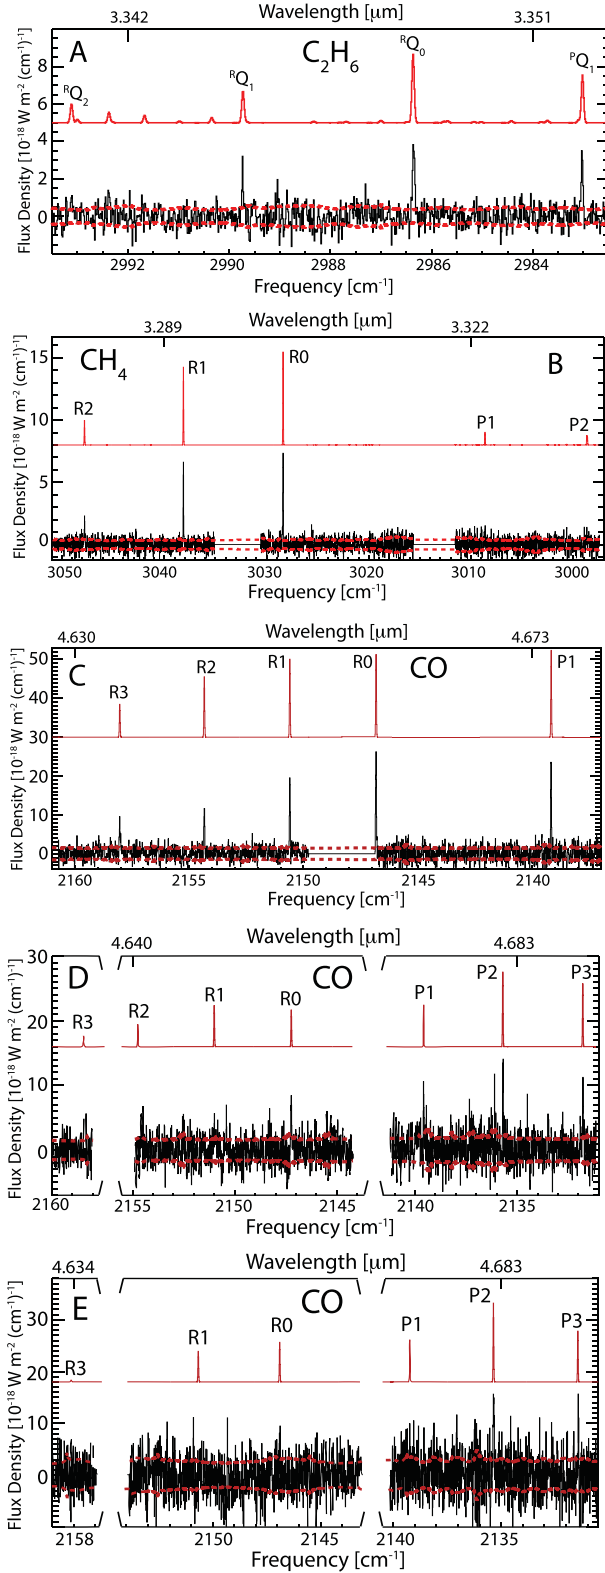 Wavelength [μm]
3.342 3.351
A C2H6
RQ2 RQ1 RQ0 PQ1
Flux Density [10-18 W m-2 (cm-1)-1]
8
6
4
2
0
2992 2990 2988 2986 2984
Frequency [cm-1]
Wavelength [μm]
3.289 3.322
CH4 B
R2 R1 R0 P1 P2
Flux Density [10-18 W m-2 (cm-1)-1]
15
10
5
0
3050 3040 3030 3020 3010 3000
Frequency [cm-1]
Wavelength [μm]
4.630 4.673
C CO
R3 R2 R1 R0 P1
Flux Density [10-18 W m-2 (cm-1)-1]
50
40
30
20
10
0
2160 2155 2150 2145 2140
Frequency [cm-1]
Wavelength [μm]
4.640 4.683
D CO
R3 R2 R1 R0 P1 P2 P3
Flux Density [10-18 W m-2 (cm-1)-1]
30
20
10
0
2160 2155 2150 2145 2140 2135
Frequency [cm-1]
Wavelength [μm]
4.634 4.683
E CO
R3 R1 R0 P1 P2 P3
Flux Density [10-18 W m-2 (cm-1)-1]
30
20
10
0
2158 2150 2145 2140 2135
Frequency [cm-1]